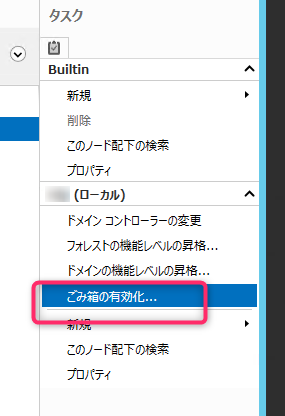 タスク
Builtin
新規
削除
このノード配下の検索
プロパティ
(ローカル)
ドメイン コントローラーの変更
フォレストの機能レベルの昇格...
ドメインの機能レベルの昇格...
ごみ箱の有効化...
新規
このノード配下の検索
プロパティ